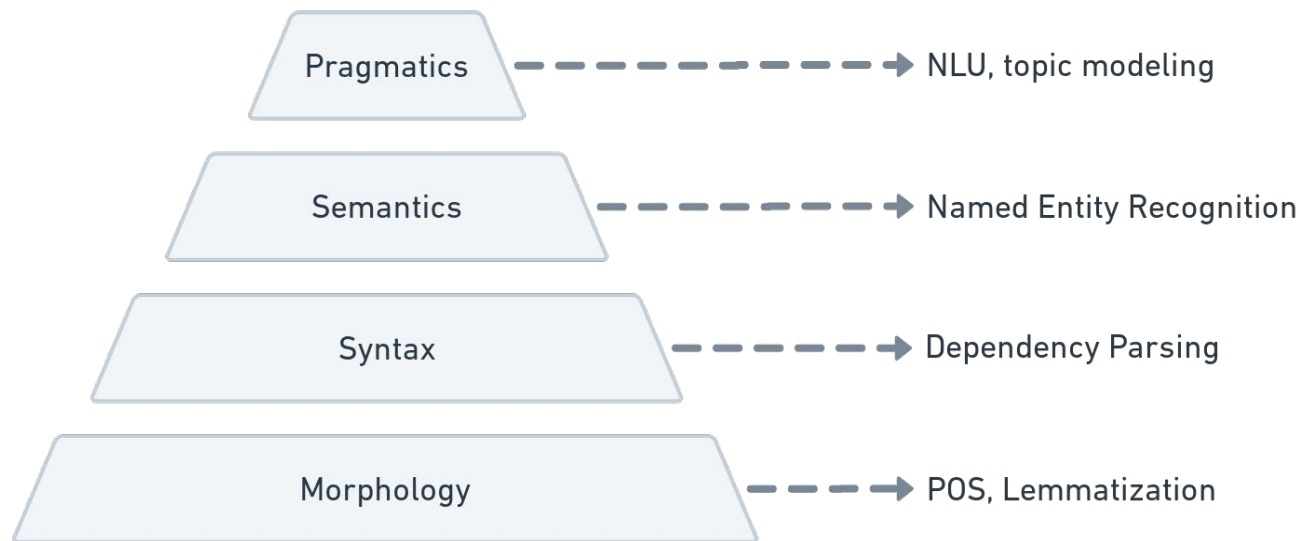 Pragmatics
NLU, topic modeling
Semantics
Named Entity Recognition
Syntax
Dependency Parsing
Morphology
POS, Lemmatization